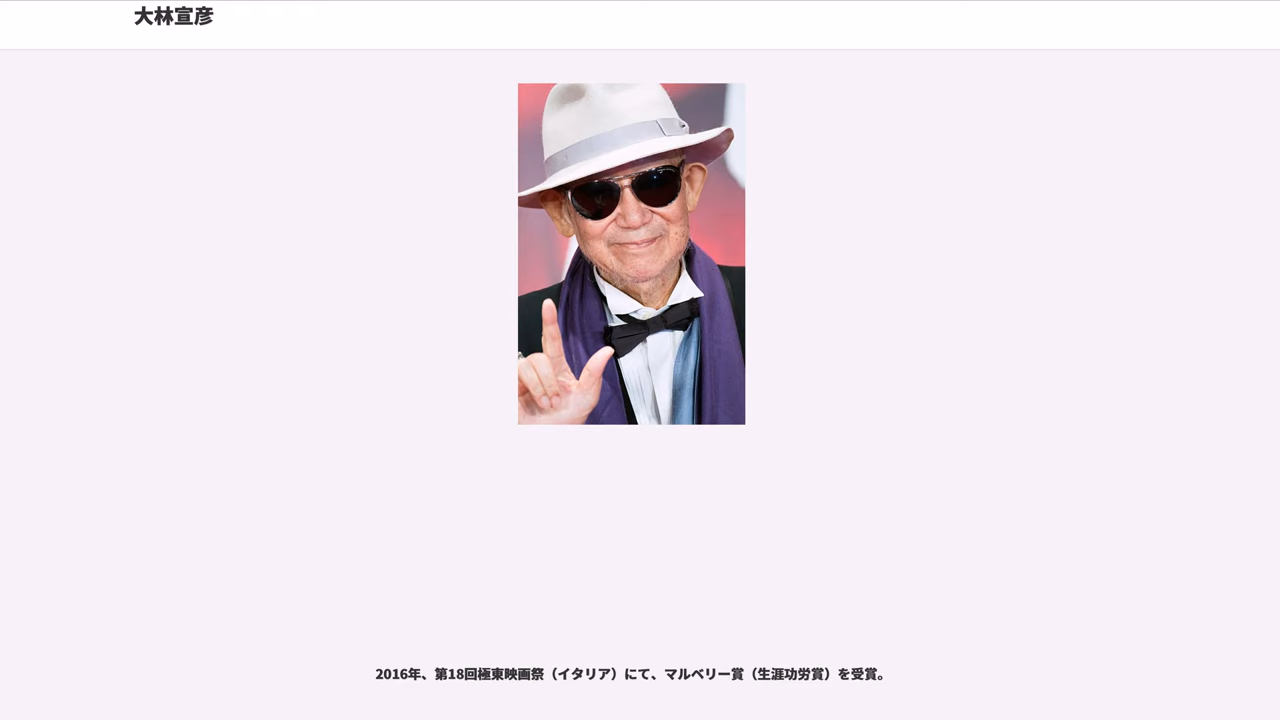 大林宣彦
2016年、第18回極東映画祭（イタリア）にて、マルベリー賞（生涯功労賞）を受賞。